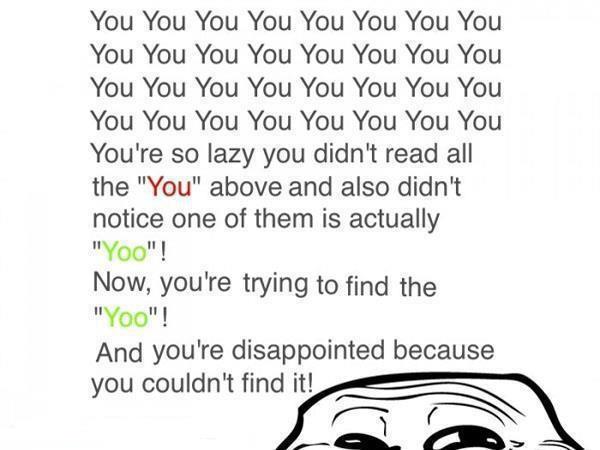 You You You You You You You You
You You You You You You You You
You You You You You You You You
You You You You You You You You
You're so lazy you didn't read all
the "You" above and also didn't
notice one of them is actually
"Yoo"!
Now, you're trying to find the
"Yoo"!
And you're disappointed because
you couldn't find it!